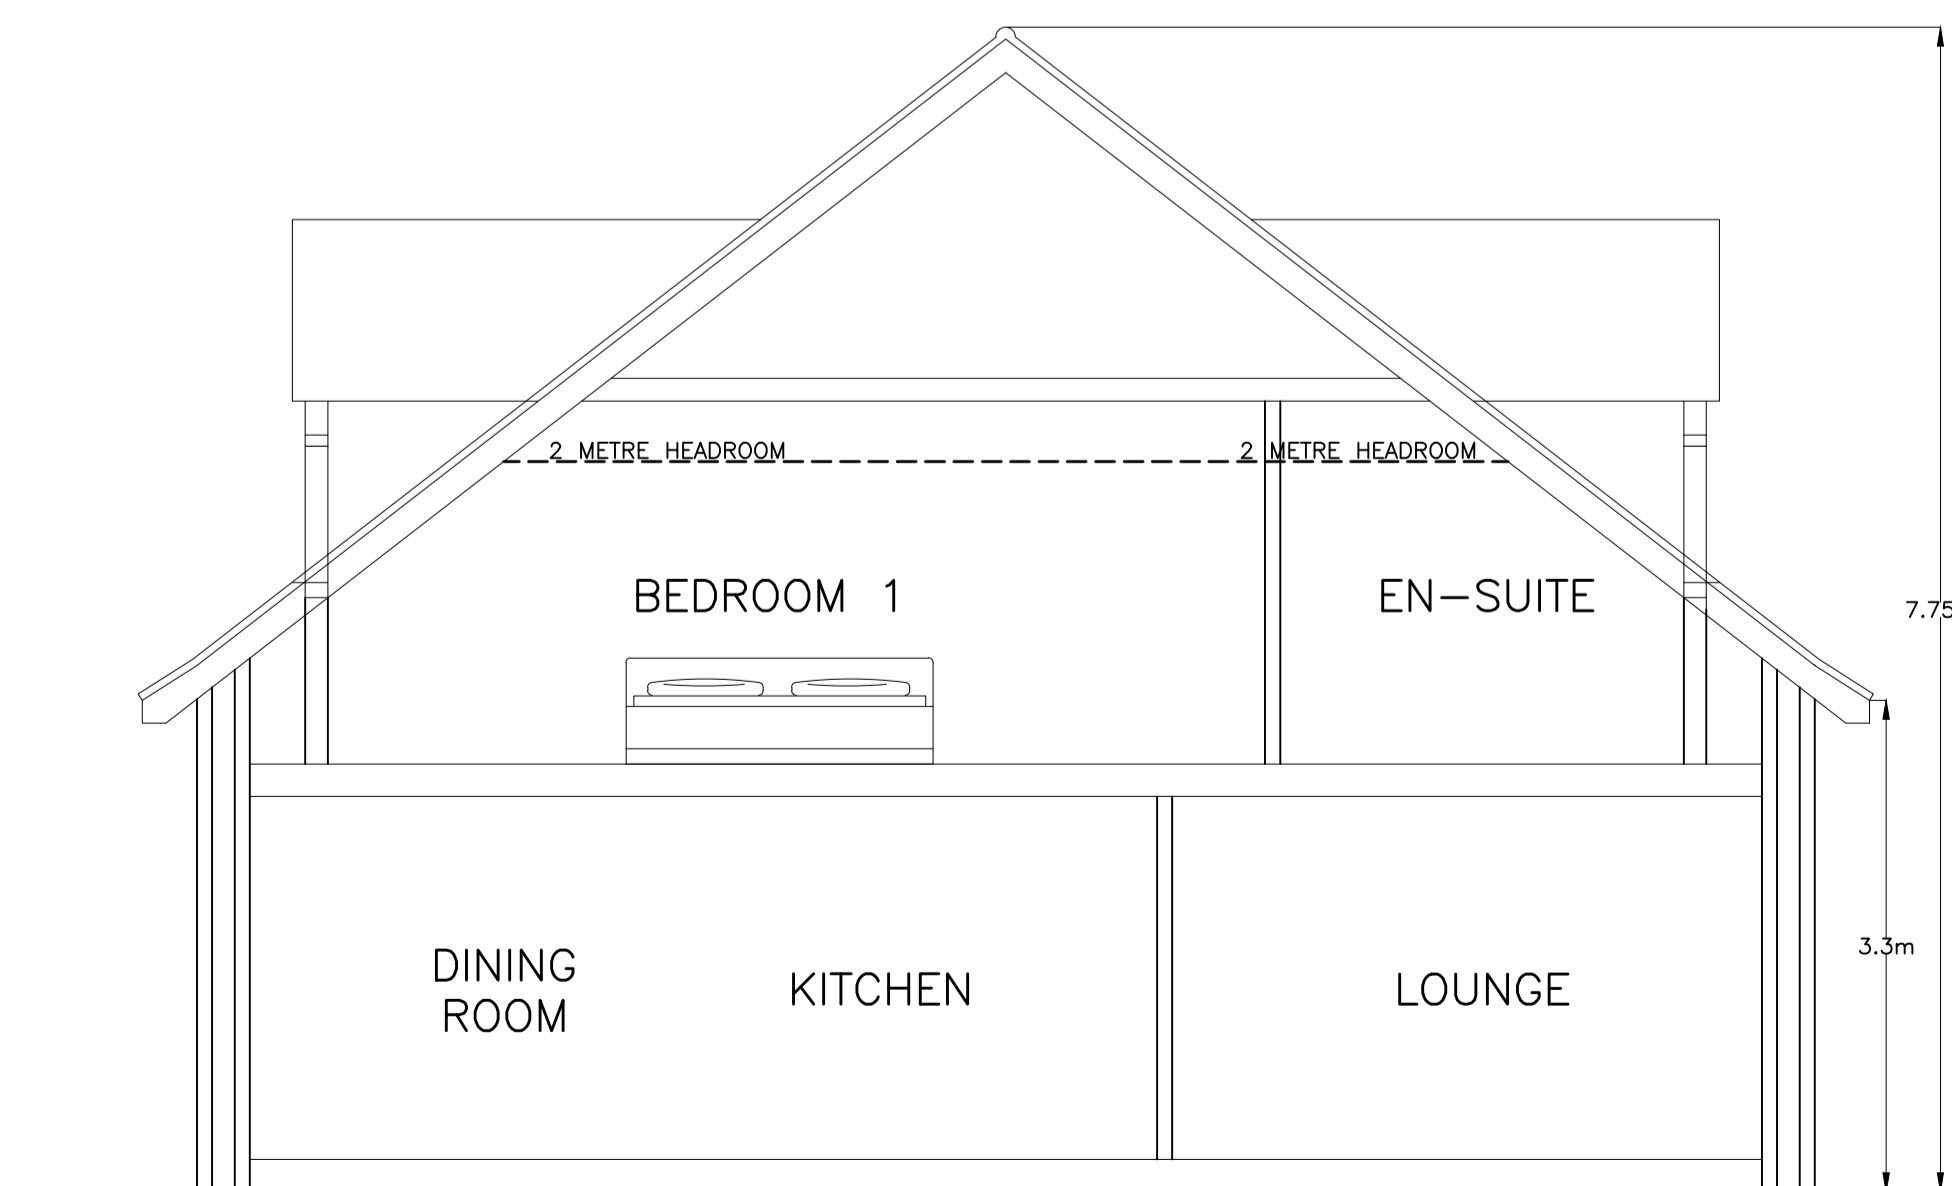 2 METRE HEADROOM
2 METRE HEADROOM
BEDROOM 1
EN-SUITE
7.75
3.3m
DINING
ROOM
KITCHEN
LOUNGE